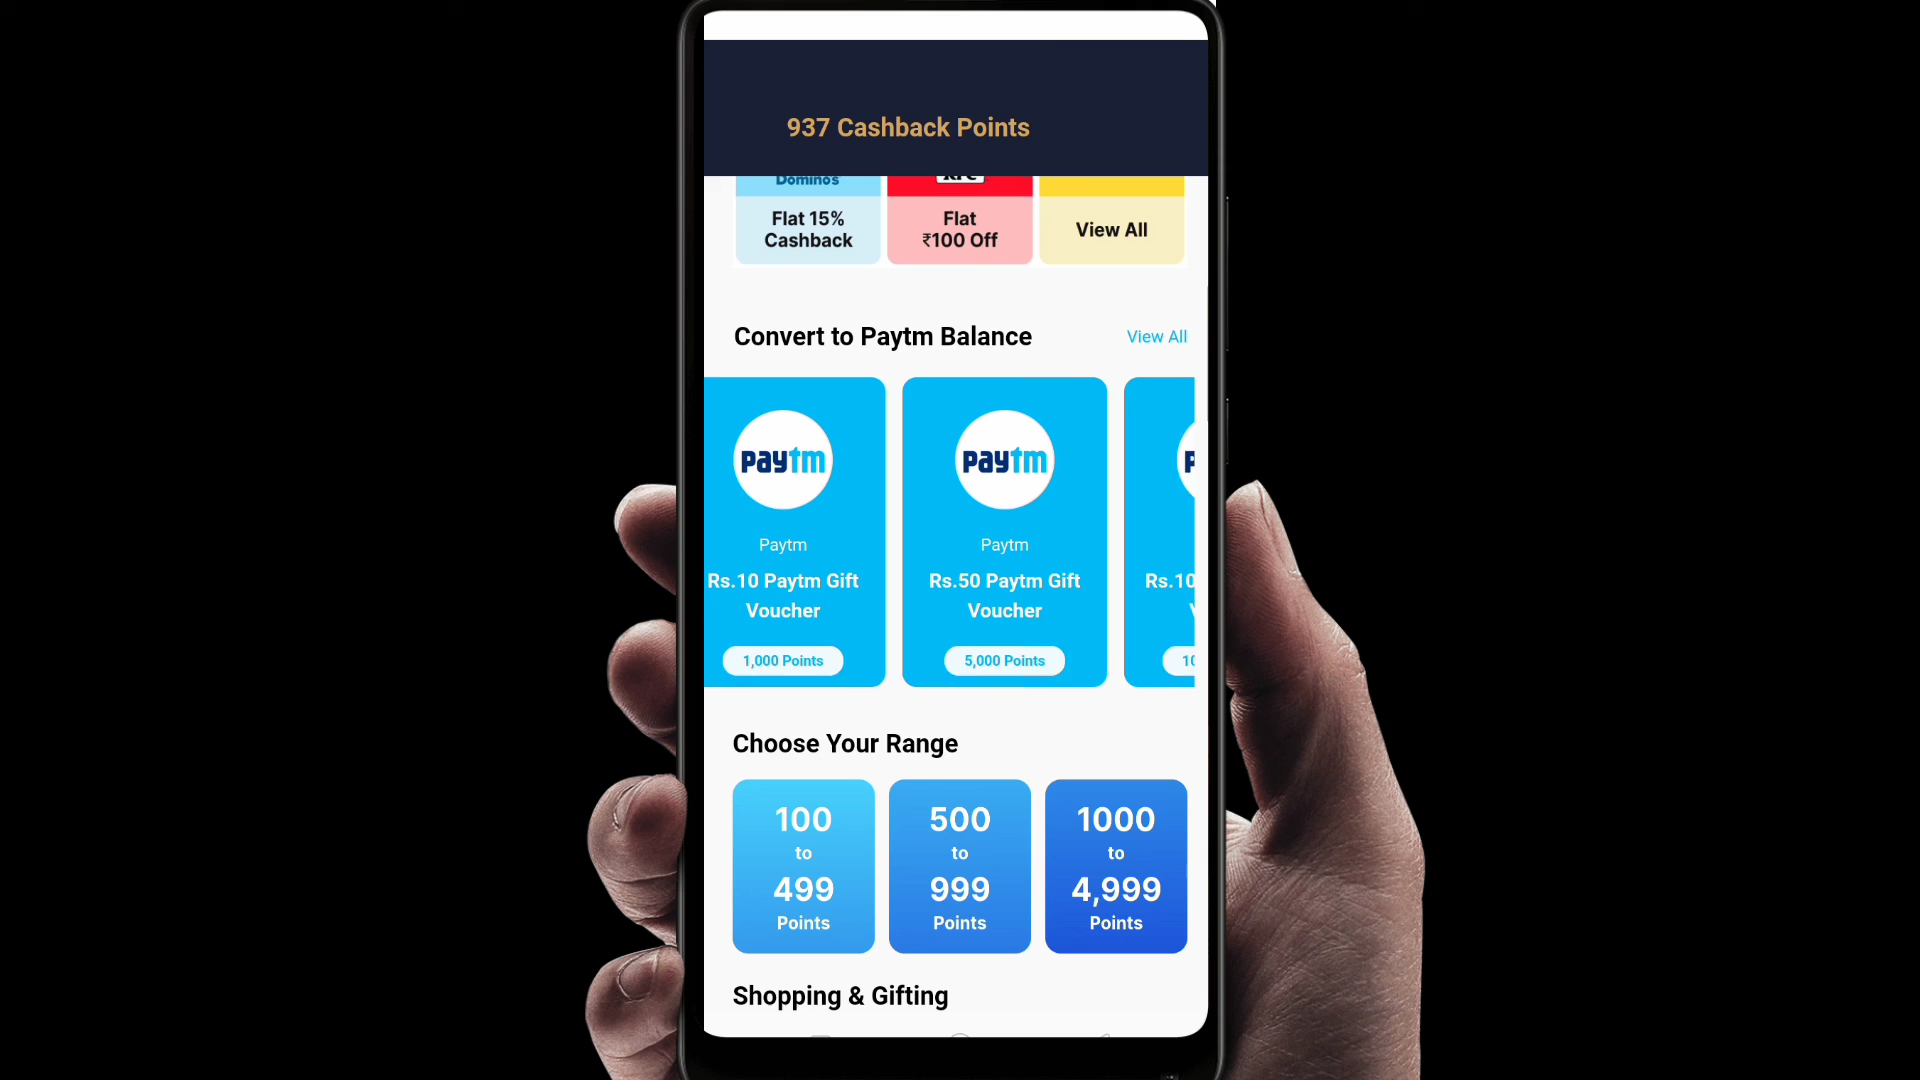 937 Cashback Points
Domino's
KFC
Flat 15%
Cashback
Flat
₹100 Off
View All
Convert to Paytm Balance
View All
paytm
paytm
Paytm
Paytm
Rs.10 Paytm Gift
Voucher
Rs.50 Paytm Gift
Voucher
Rs.10
1,000 Points
5,000 Points
10
Choose Your Range
100
to
499
Points
500
to
999
Points
1000
to
4,999
Points
Shopping & Gifting